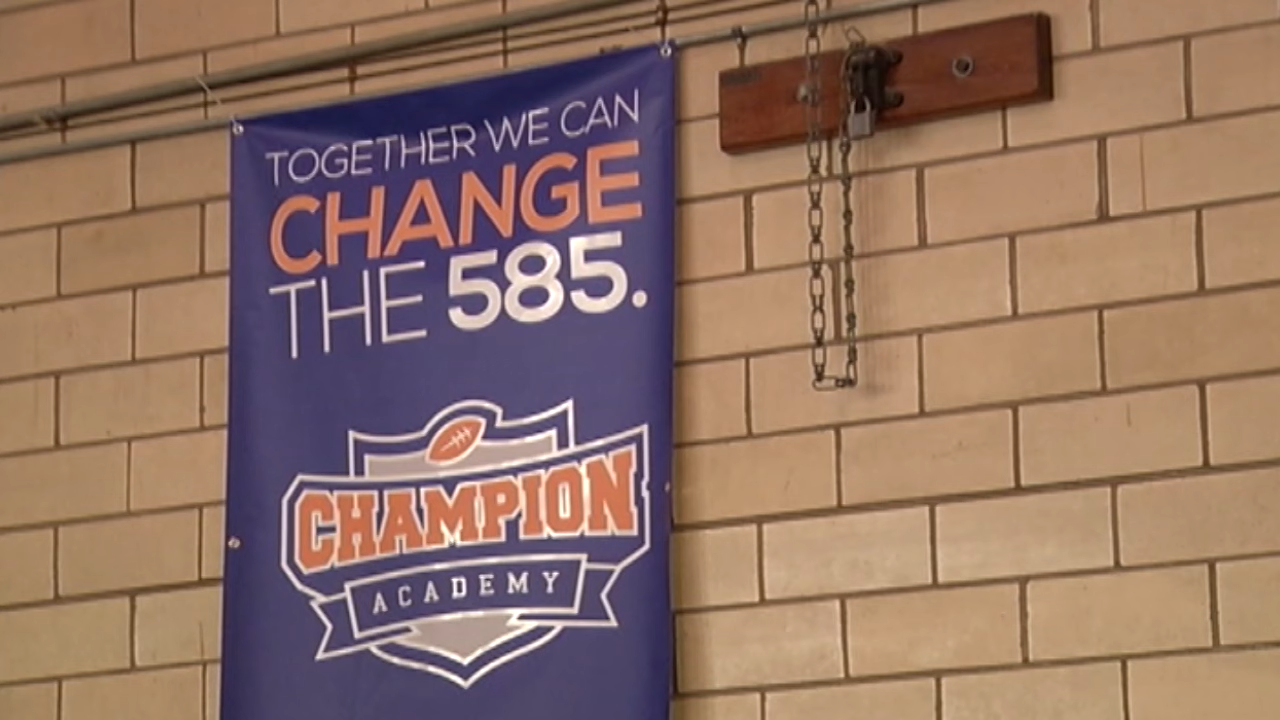 TOGETHER WE CAN
CHANGE
THE 585.
CHAMPION
ACADEMY